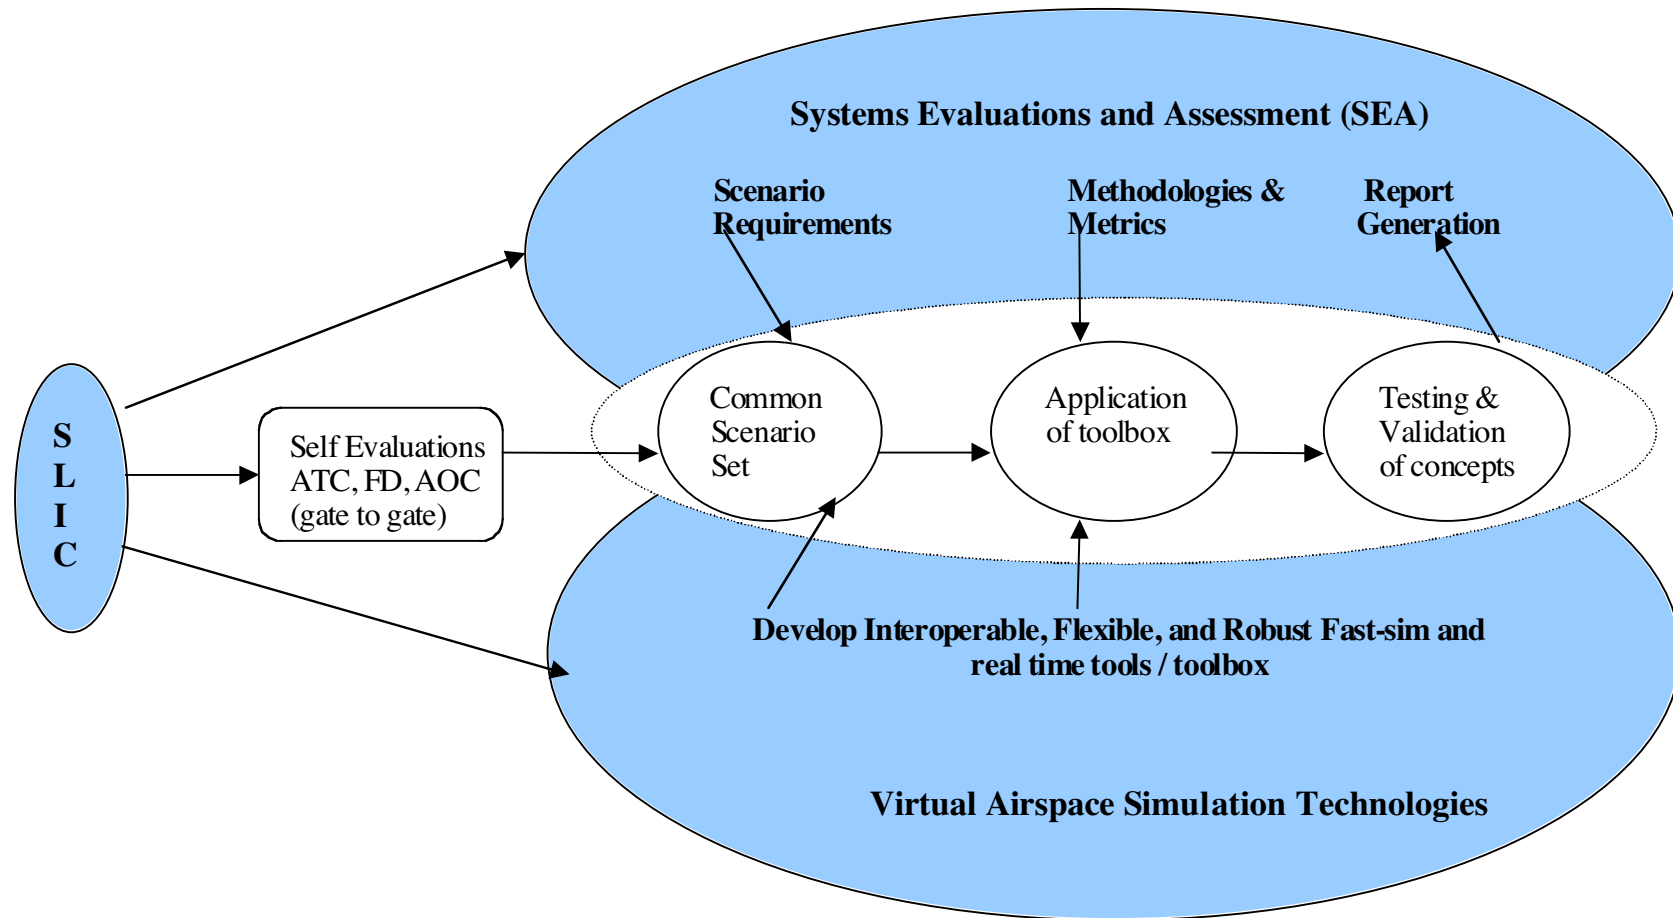 Systems Evaluations and Assessment (SEA)
Scenario
Requirements
Methodologies &
Metrics
Report
Generation
S
L
I
C
Self Evaluations
ATC, FD, AOC
(gate to gate)
Common
Scenario
Set
Application
of toolbox
Testing &
Validation
of concepts
Develop Interoperable, Flexible, and Robust Fast-sim and
real time tools / toolbox
Virtual Airspace Simulation Technologies